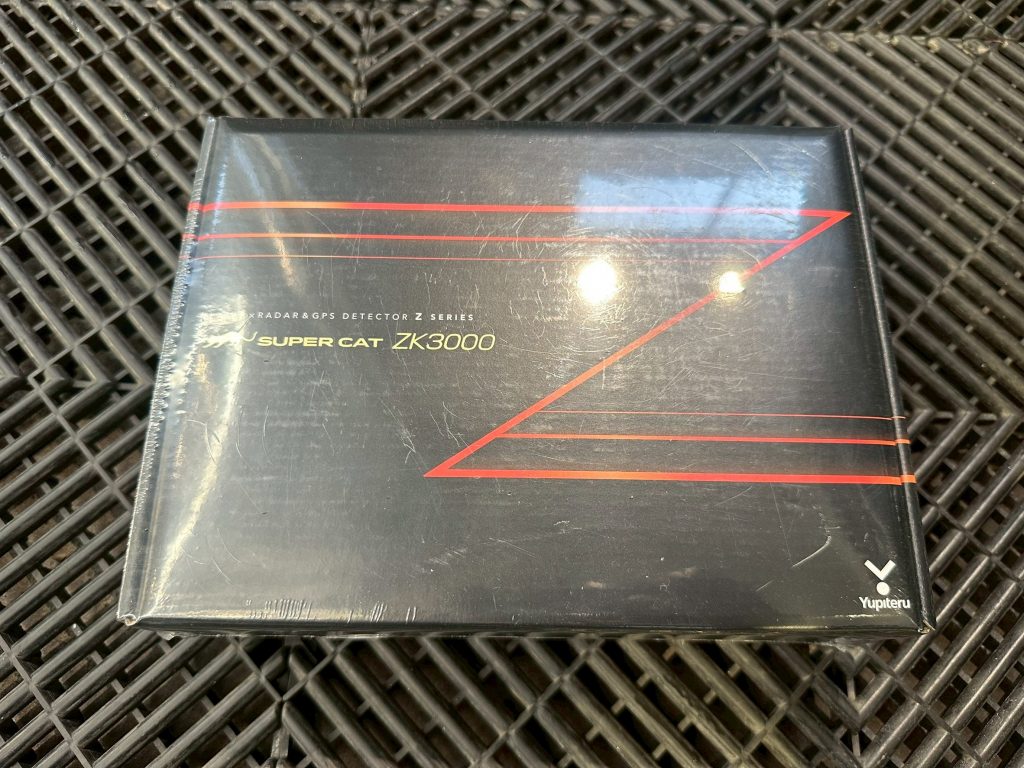 ×RADAR&GPS DETECTOR Z SERIES
SUPER CAT ZK3000
Yupiteru